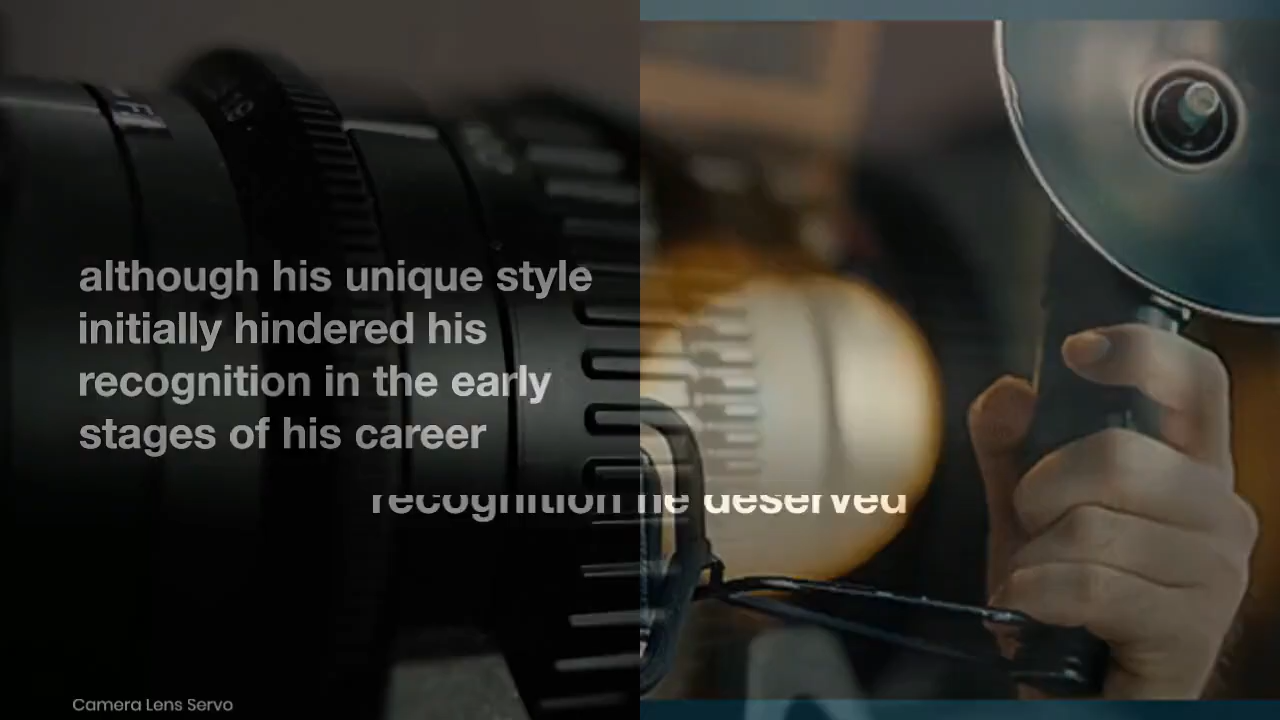 although his unique style
initially hindered his
recognition in the early
stages of his career
recognition he deserved
Camera Lens Servo